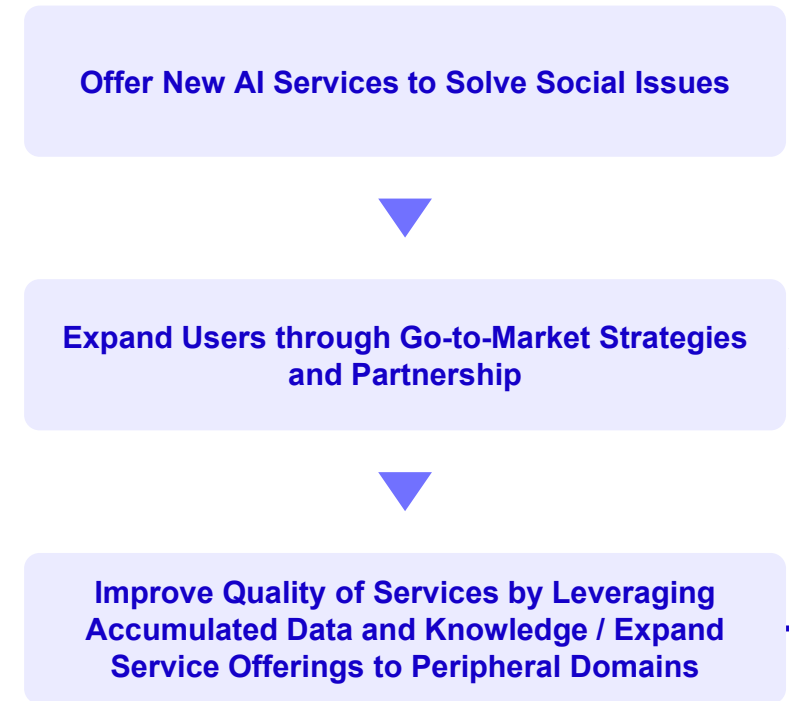 Offer New AI Services to Solve Social Issues
Expand Users through Go-to-Market Strategies
and Partnership
Improve Quality of Services by Leveraging
Accumulated Data and Knowledge / Expand
Service Offerings to Peripheral Domains